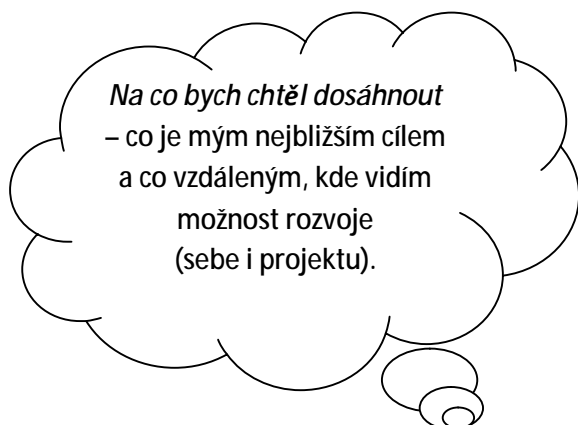 Na co bych chtěl dosáhnout
– co je mým nejbližším cílem
a co vzdáleným, kde vidím
možnost rozvoje
(sebe i projektu).